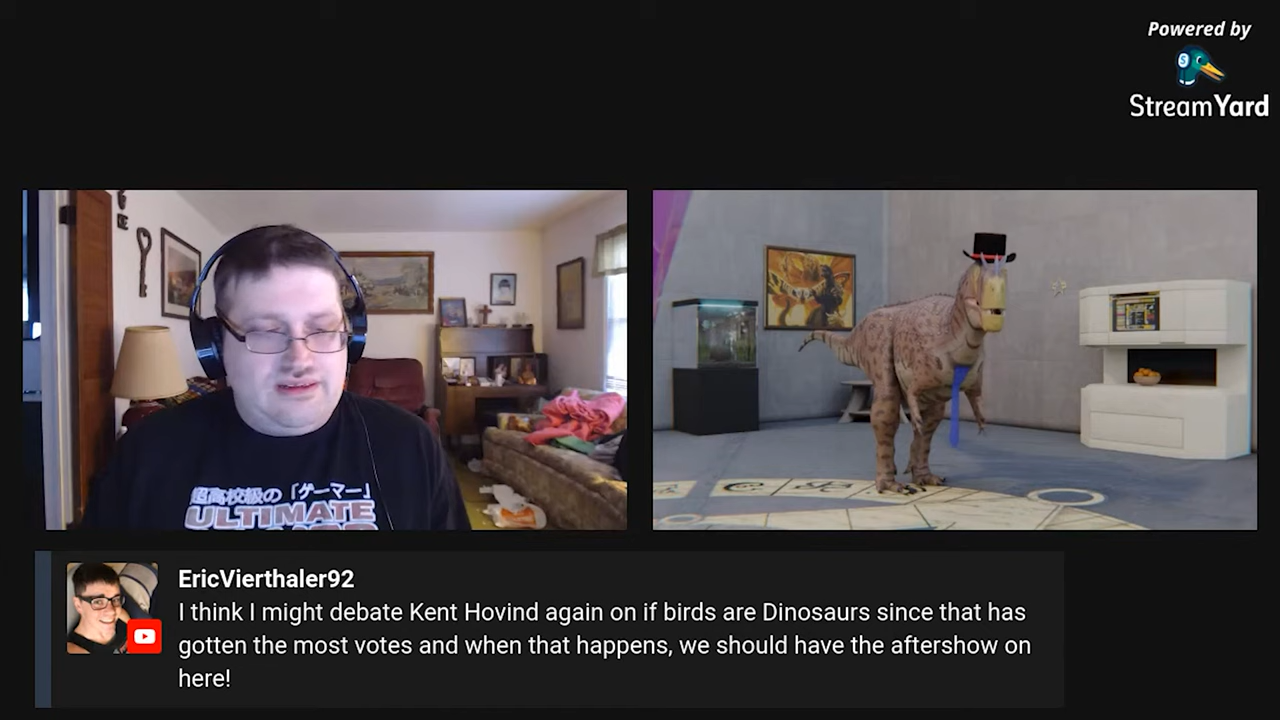 Powered by
StreamYard
超高校級の「ゲーマー」
ULTIMATE
EricVierthaler92
I think I might debate Kent Hovind again on if birds are Dinosaurs since that has
gotten the most votes and when that happens, we should have the aftershow on
here!